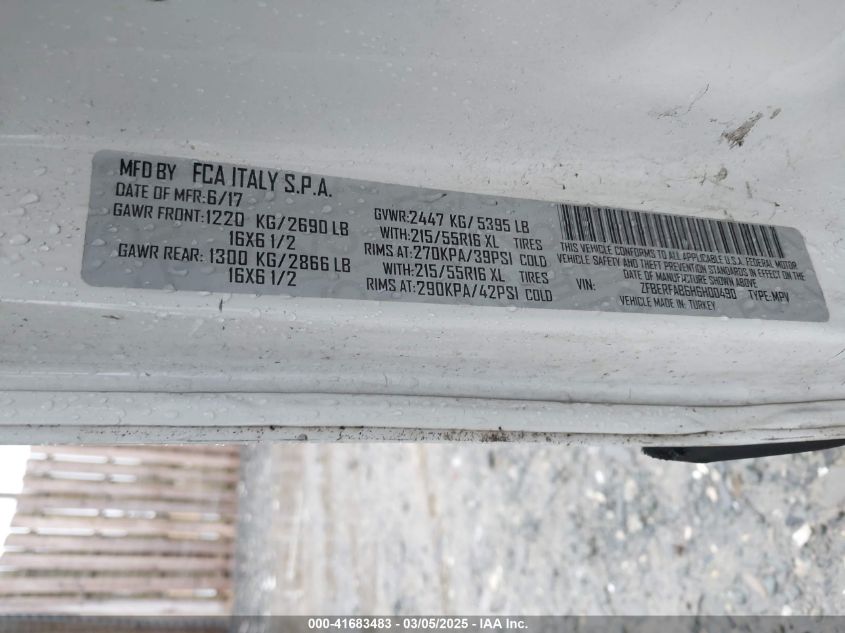 MFD BY FCA ITALY S.P.A.
DATE OF MFR:6/17
GAWR FRONT:1220 KG/2690 LB
16X6 1/2
GAWR REAR: 1300 KG/2866 LB
16X6 1/2
GVWR:2447 KG/5395 LB
WITH:215/55R16 XL TIRES
RIMS AT:270KPA/39PSI COLD
WITH:215/55R16 XL TIRES
RIMS AT:290KPA/42PSI COLD
THIS VEHICLE CONFORMS TO ALL APPLICABLE U.S.A. FEDERAL MOTOR
VEHICLE SAFETY AND THEFT PREVENTION STANDARDS IN EFFECT ON THE
DATE OF MANUFACTURE SHOWN ABOVE.
VIN: TYPE:MPV
VEHICLE MADE IN: TURKEY
000-41683483 - 03/05/2025 - IAA Inc.